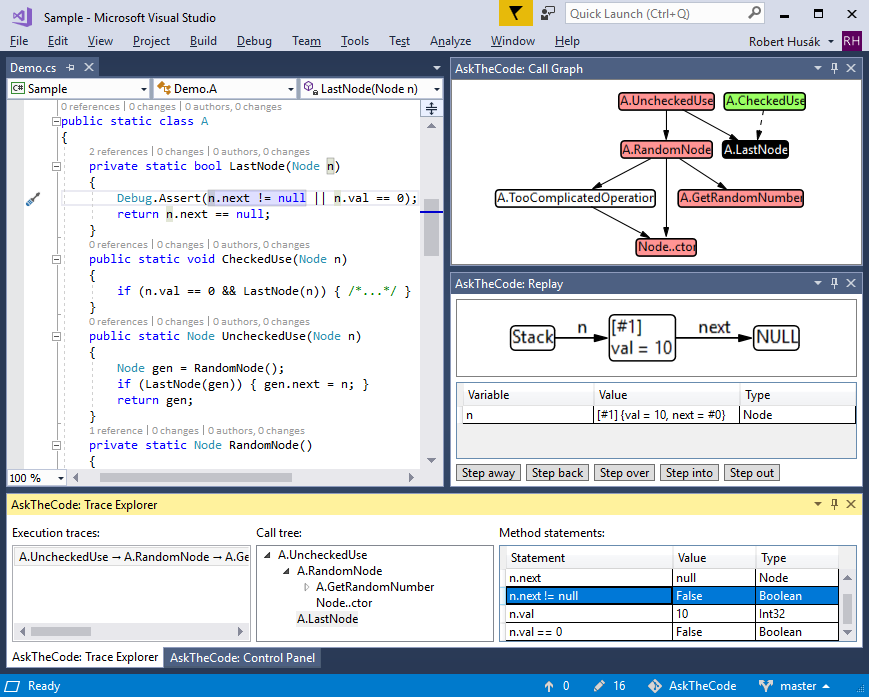 Sample - Microsoft Visual Studio
Quick Launch (Ctrl+Q)
File Edit View Project Build Debug Team Tools Test Analyze Window Help
Robert Husák RH
Demo.cs
C# Sample Demo.A LastNode(Node n)
0 references | 0 changes | 0 authors, 0 changes
public static class A
{
2 references | 0 changes | 0 authors, 0 changes
private static bool LastNode(Node n)
{
Debug.Assert(n.next != null || n.val == 0);
return n.next == null;
}
0 references | 0 changes | 0 authors, 0 changes
public static void CheckedUse(Node n)
{
if (n.val == 0 && LastNode(n)) { /*...*/ }
}
0 references | 0 changes | 0 authors, 0 changes
public static Node UncheckedUse(Node n)
{
Node gen = RandomNode();
if (LastNode(gen)) { gen.next = n; }
return gen;
}
1 reference | 0 changes | 0 authors, 0 changes
private static Node RandomNode()
{
100 %
AskTheCode: Call Graph
A.UncheckedUse A.CheckedUse
A.RandomNode A.LastNode
A.TooComplicatedOperation A.GetRandomNumber
Node..ctor
AskTheCode: Replay
Stack n [#1] next NULL
val = 10
Variable Value Type
n [#1] {val = 10, next = #0} Node
Step away Step back Step over Step into Step out
AskTheCode: Trace Explorer
Execution traces:
A.UncheckedUse → A.RandomNode → A.Ge
Call tree:
A.UncheckedUse
A.RandomNode
A.GetRandomNumber
Node..ctor
A.LastNode
Method statements:
Statement Value Type
n.next null Node
n.next != null False Boolean
n.val 10 Int32
n.val == 0 False Boolean
AskTheCode: Trace Explorer AskTheCode: Control Panel
Ready 0 16 AskTheCode master